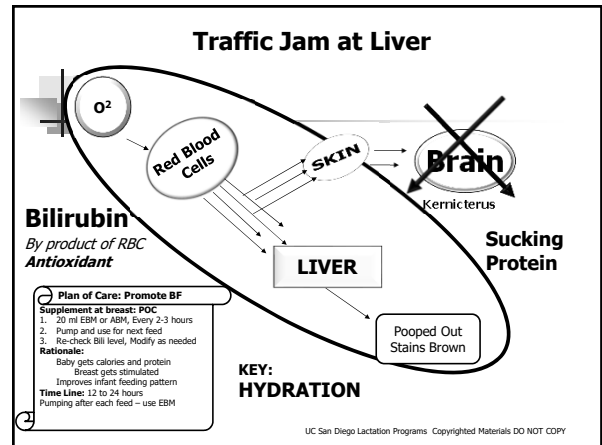 Traffic Jam at Liver
O²
Red Blood
Cells
SKIN
Brain
Kernicterus
Bilirubin
By product of RBC
Antioxidant
Sucking
Protein
LIVER
Pooped Out
Stains Brown
Plan of Care: Promote BF
Supplement at breast: POC
1. 20 ml EBM or ABM, Every 2-3 hours
2. Pump and use for next feed
3. Re-check Bili level, Modify as needed
Rationale:
Baby gets calories and protein
Breast gets stimulated
Improves infant feeding pattern
Time Line: 12 to 24 hours
Pumping after each feed – use EBM
KEY:
HYDRATION
UC San Diego Lactation Programs Copyrighted Materials DO NOT COPY